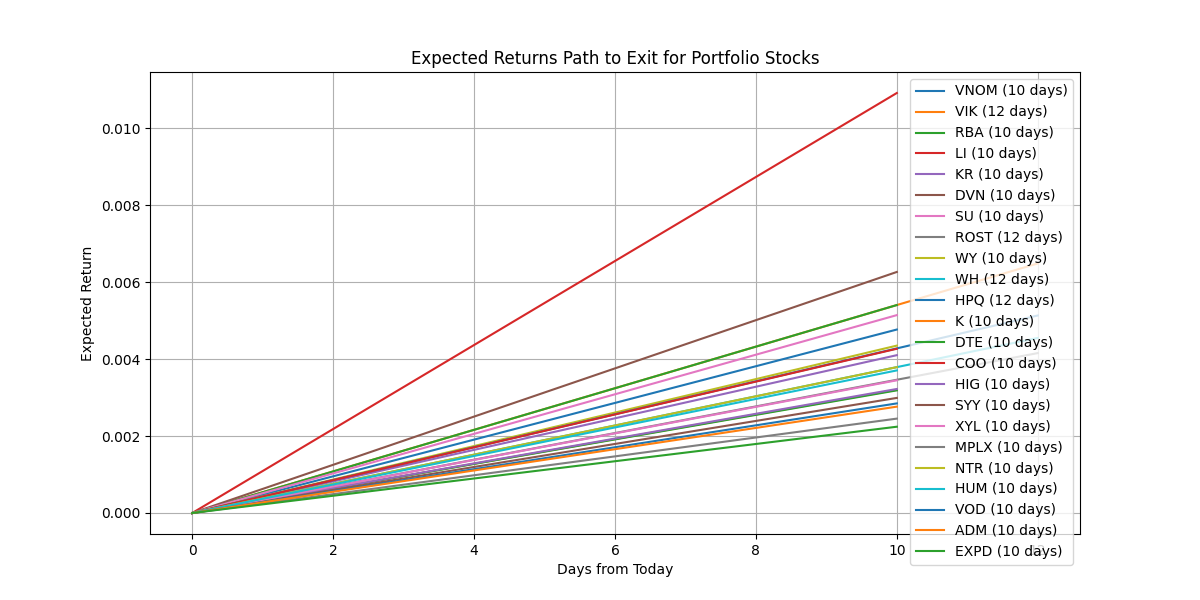 Expected Returns Path to Exit for Portfolio Stocks
Expected Return
0.010
0.008
0.006
0.004
0.002
0.000
0
2
4
6
8
10
Days from Today
VNOM (10 days)
VIK (12 days)
RBA (10 days)
LI (10 days)
KR (10 days)
DVN (10 days)
SU (10 days)
ROST (12 days)
WY (10 days)
WH (12 days)
HPQ (12 days)
K (10 days)
DTE (10 days)
COO (10 days)
HIG (10 days)
SYY (10 days)
XYL (10 days)
MPLX (10 days)
NTR (10 days)
HUM (10 days)
VOD (10 days)
ADM (10 days)
EXPD (10 days)